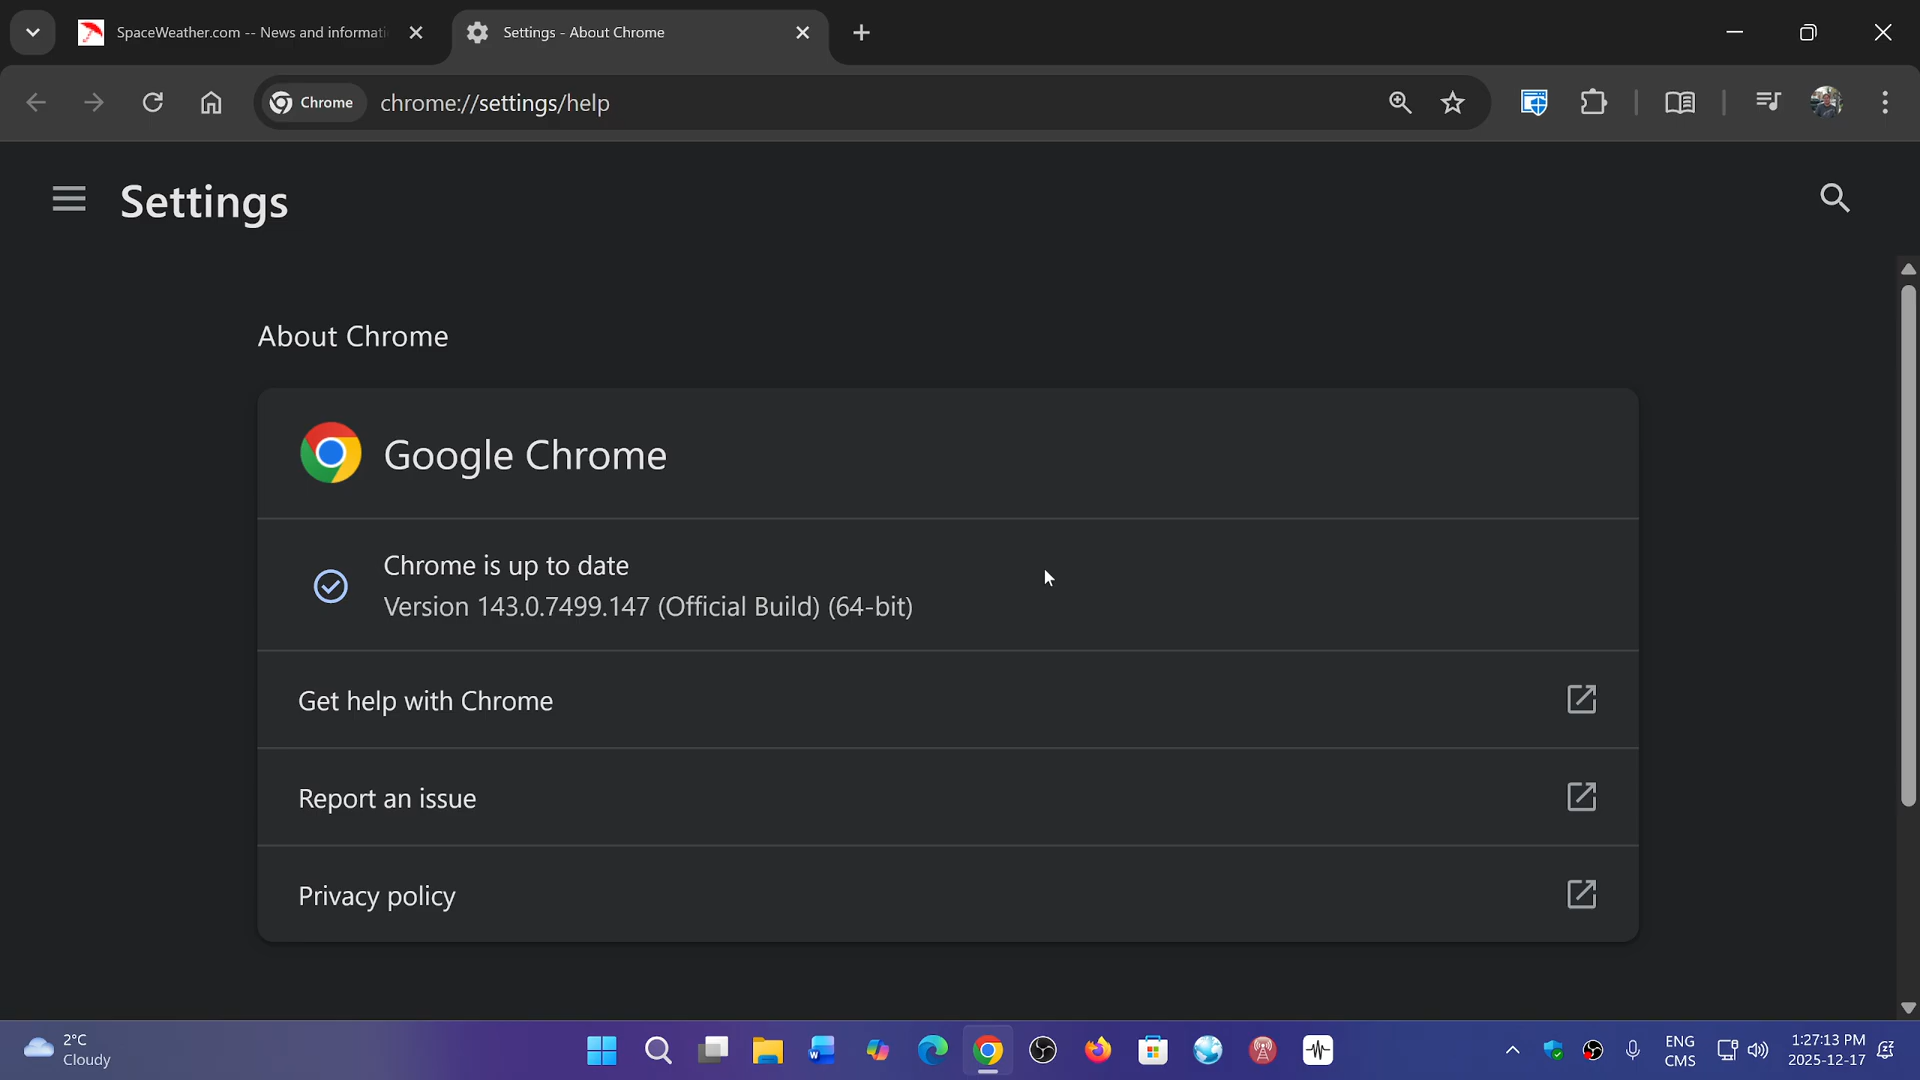 SpaceWeather.com -- News and informati
Settings - About Chrome
Chrome
chrome://settings/help
Settings
About Chrome
Google Chrome
Chrome is up to date
Version 143.0.7499.147 (Official Build) (64-bit)
Get help with Chrome
Report an issue
Privacy policy
2°C
Cloudy
W
ENG
CMS
1:27:13 PM
2025-12-17